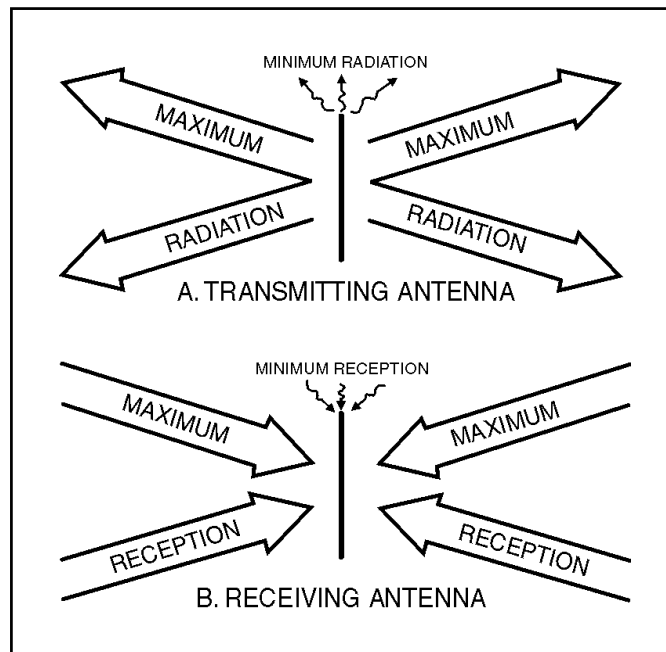 MINIMUM RADIATION
MAXIMUM
MAXIMUM
RADIATION
RADIATION
A. TRANSMITTING ANTENNA
MINIMUM RECEPTION
MAXIMUM
MAXIMUM
RECEPTION
RECEPTION
B. RECEIVING ANTENNA